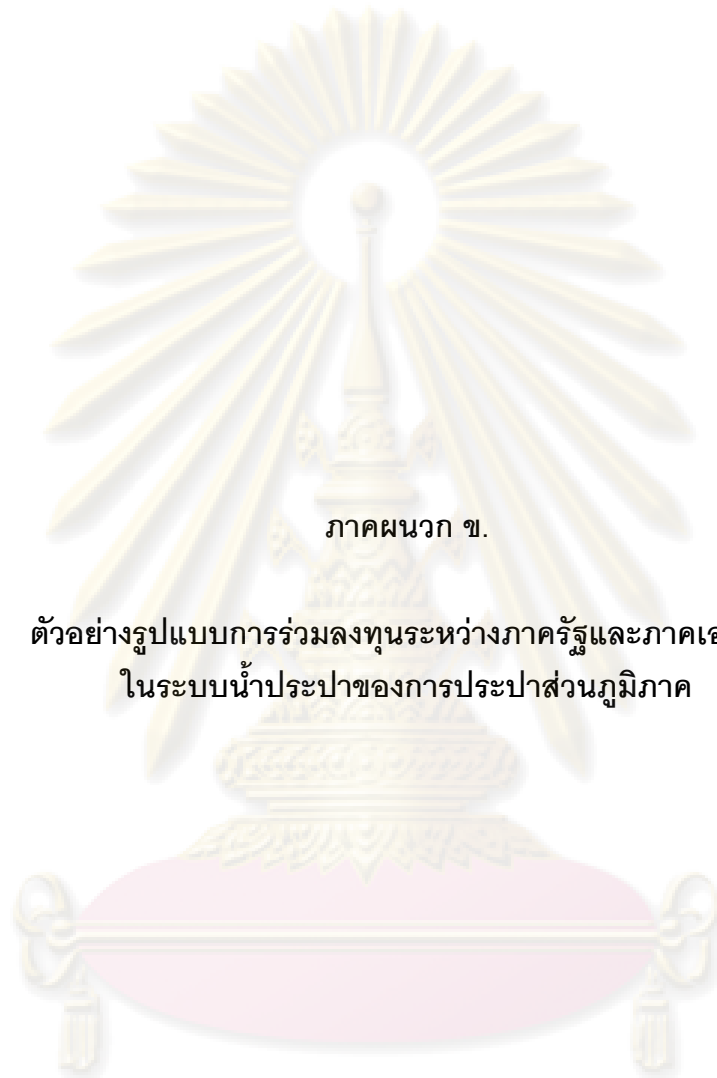 ภาคผนวก ข.
ตัวอย่างรูปแบบการร่วมลงทุนระหว่างภาครัฐและภาคเอ
ในระบบน้ำประปาของการประปาส่วนภูมิภาค